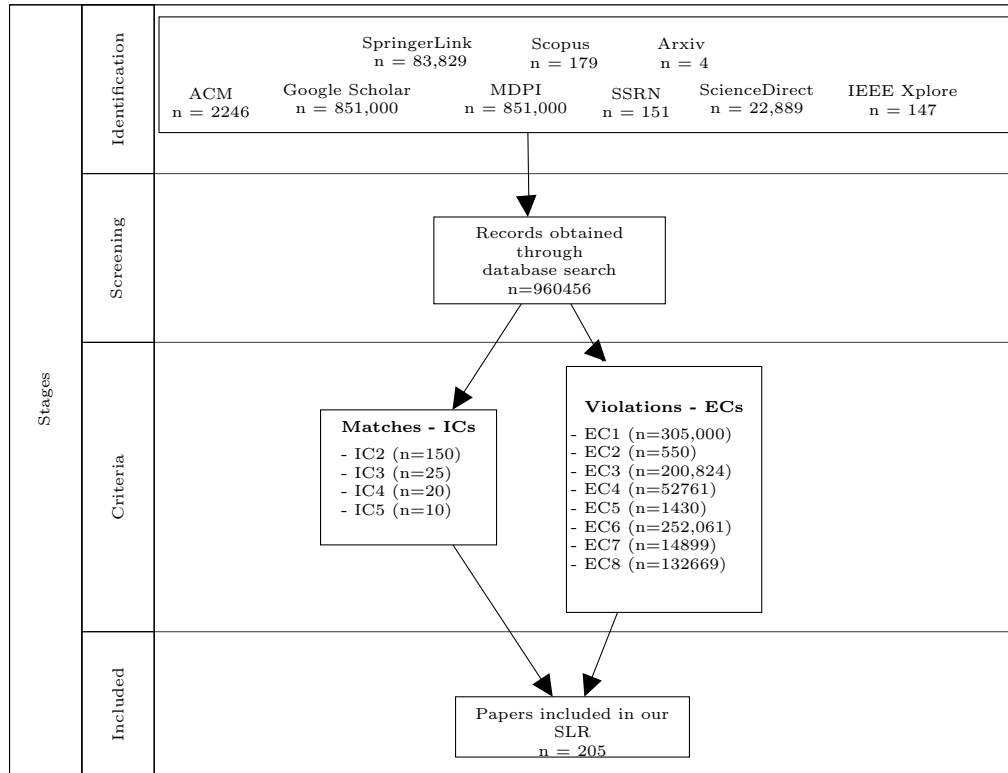 Stages
Identification
SpringerLink
n = 83,829
Scopus
n = 179
Arxiv
n = 4
ACM
n = 2246
Google Scholar
n = 851,000
MDPI
n = 851,000
SSRN
n = 151
ScienceDirect
n = 22,889
IEEE Xplore
n = 147
Screening
Records obtained
through
database search
n=960456
Criteria
Matches - ICs
- IC2 (n=150)
- IC3 (n=25)
- IC4 (n=20)
- IC5 (n=10)
Violations - ECs
- EC1 (n=305,000)
- EC2 (n=550)
- EC3 (n=200,824)
- EC4 (n=52761)
- EC5 (n=1430)
- EC6 (n=252,061)
- EC7 (n=14899)
- EC8 (n=132669)
Included
Papers included in our
SLR
n = 205